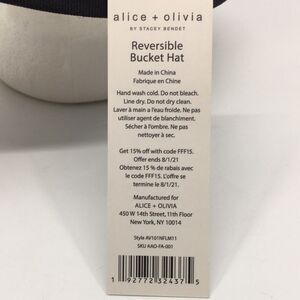 alice + olivia
BY STACEY BENDET
Reversible
Bucket Hat
Made in China
Fabrique en Chine
Hand wash cold. Do not bleach.
Line dry. Do not dry clean.
Laver à main a l'eau froide. Ne pas
utiliser agent de blanchiment.
Sécher à l'ombre. Ne pas
nettoyer à sec.
Get 15% off with code FFF15.
Offer ends 8/1/21
Obtenez 15 % de rabais avec
le code FFF15. L'offre se
termine le 8/1/21.
Manufactured for
ALICE + OLIVIA
450 W 14th Street, 11th Floor
New York, NY 10014
Style AV101NFLM11
SKU AAO-FA-001
1 92772 32437 5